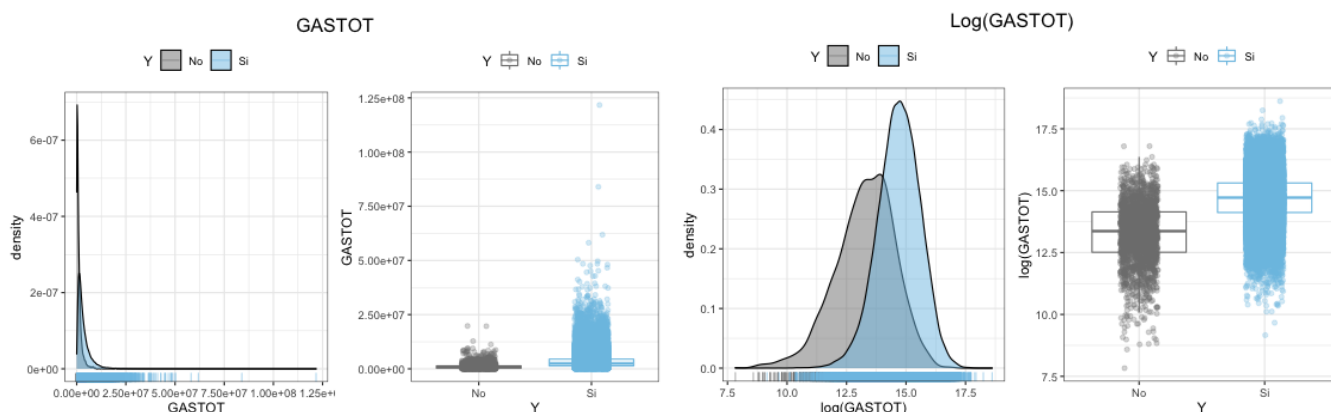 GASTOT
Y No Si
Y No Si
density
6e-07
4e-07
2e-07
0e+00
0.00e+00 2.50e+07 5.00e+07 7.50e+07 1.00e+08 1.25e+
GASTOT
GASTOT
1.25e+08
1.00e+08
7.50e+07
5.00e+07
2.50e+07
0.00e+00
No Si
Y
Log(GASTOT)
Y No Si
Y No Si
density
0.4
0.3
0.2
0.1
0.0
7.5 10.0 12.5 15.0 17.5
log(GASTOT)
log(GASTOT)
17.5
15.0
12.5
10.0
7.5
No Si
Y